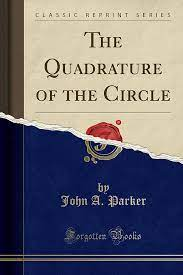 CLASSIC REPRINT SERIES
The
Quadrature
of the Circle
by
John A. Parker
Forgotten Books